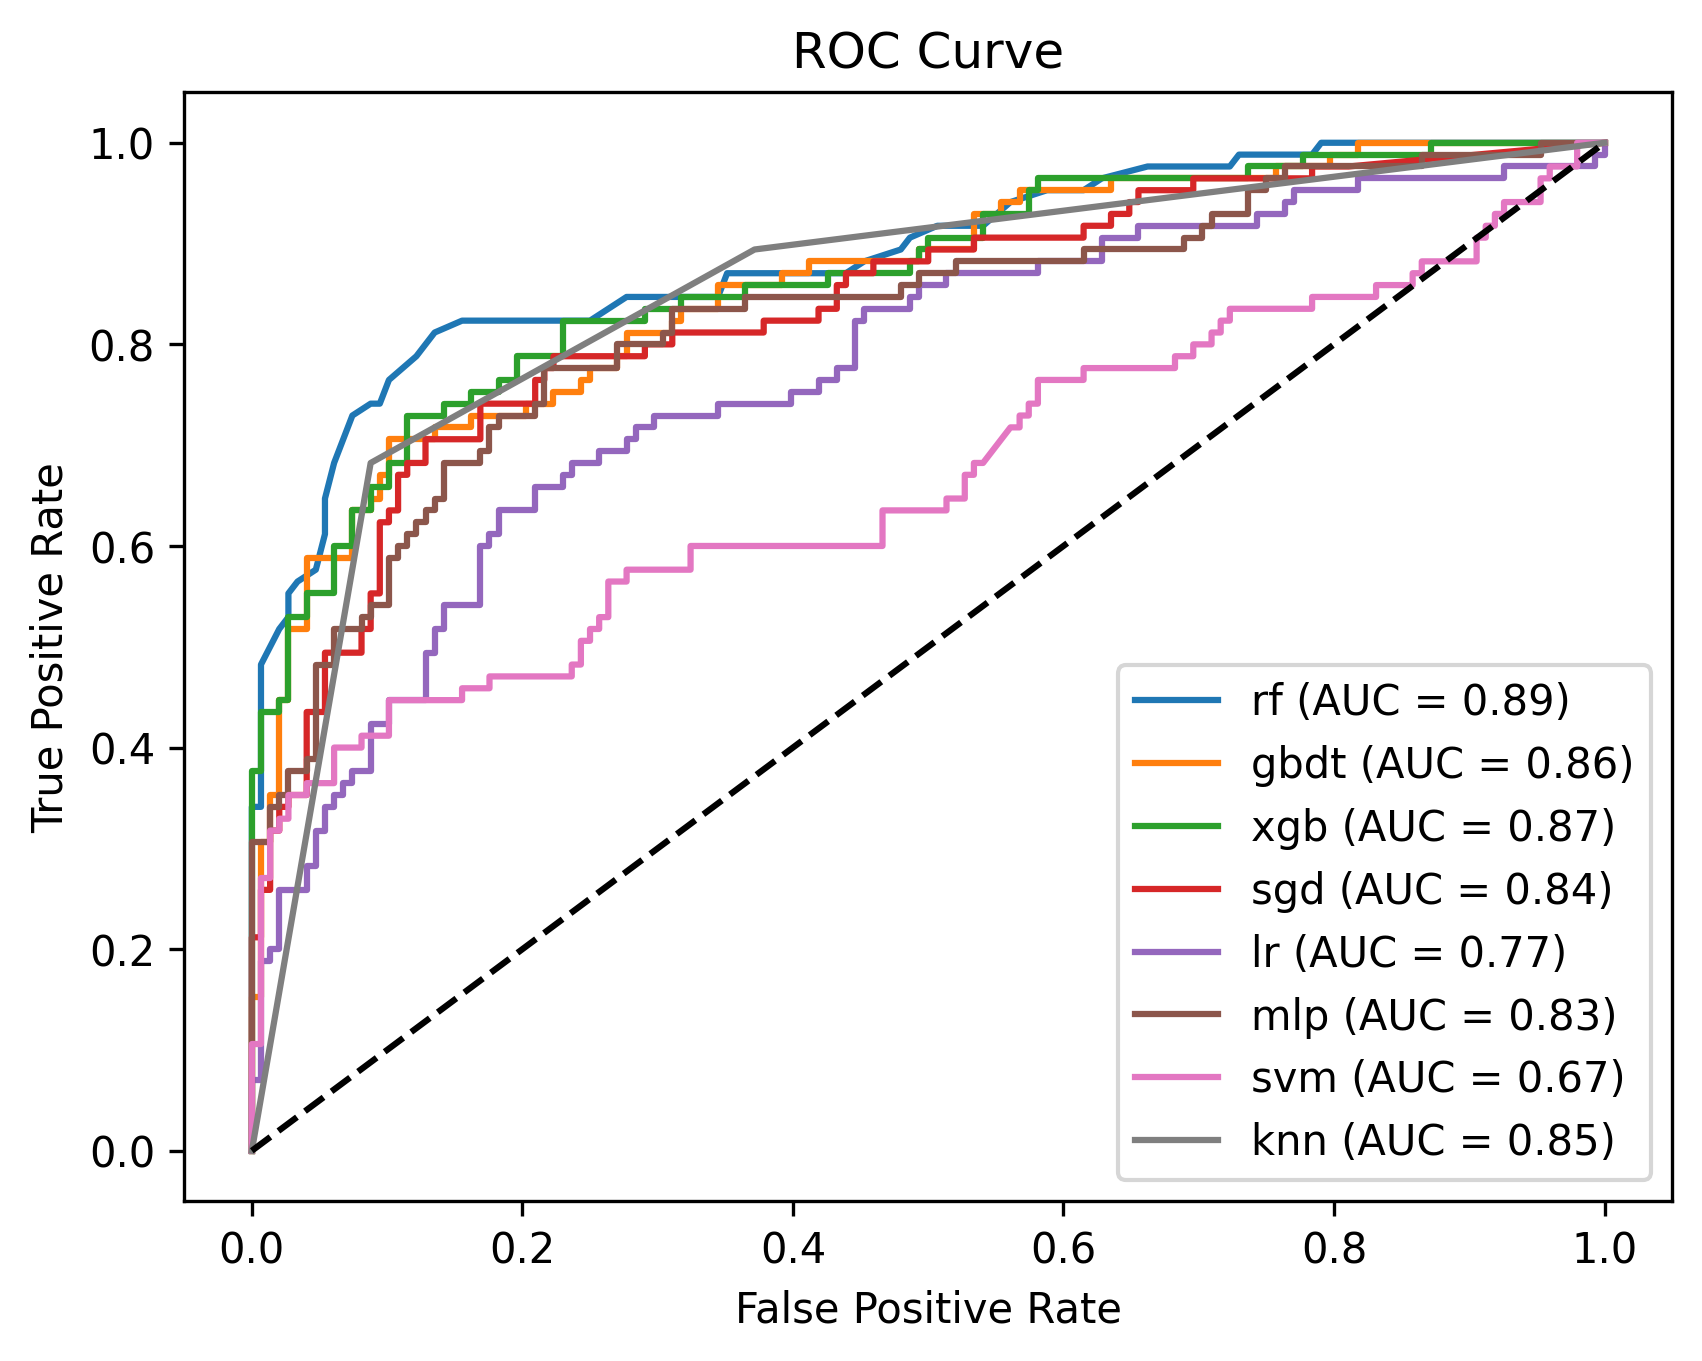 ROC Curve
1.0
0.8
0.6
0.4
0.2
0.0
True Positive Rate
rf (AUC = 0.89)
gbdt (AUC = 0.86)
xgb (AUC = 0.87)
sgd (AUC = 0.84)
lr (AUC = 0.77)
mlp (AUC = 0.83)
svm (AUC = 0.67)
knn (AUC = 0.85)
0.0 0.2 0.4 0.6 0.8 1.0
False Positive Rate